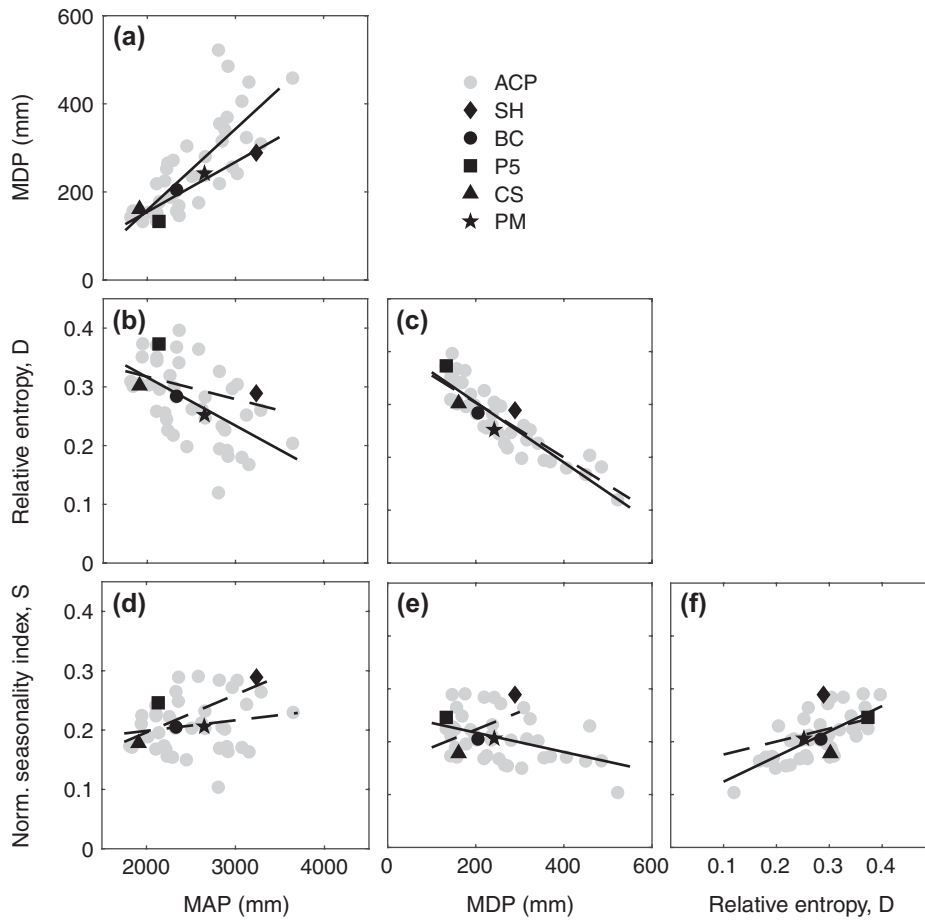 600
(a)
400
MDP (mm)
200
0
ACP
SH
BC
P5
CS
PM
0.4
(b)
(c)
0.3
Relative entropy, D
0.2
0.1
0
0.4
(d)
(e)
(f)
0.3
Norm. seasonality index, S
0.2
0.1
0
2000 3000 4000
0 200 400 600
0.1 0.2 0.3 0.4
MAP (mm)
MDP (mm)
Relative entropy, D